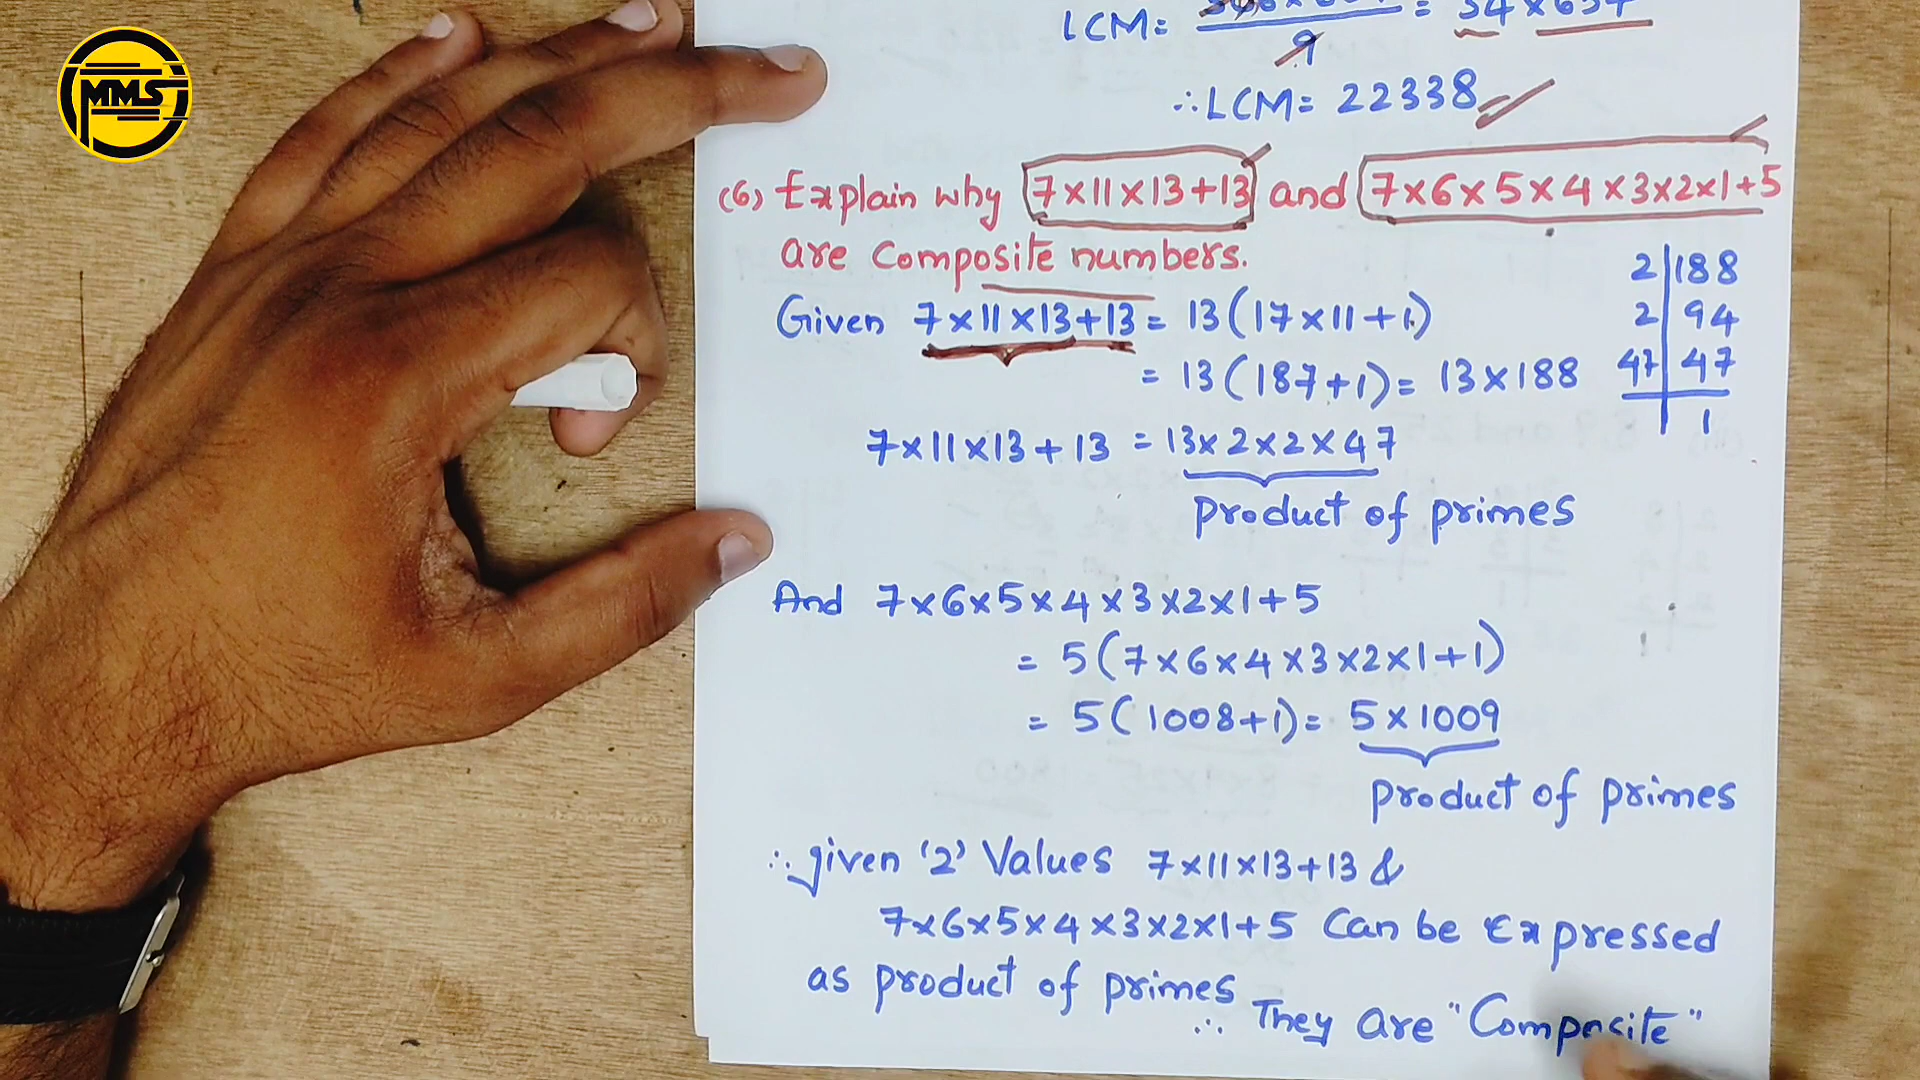 MMS
LCM= = 34×657
9
∴LCM= 22338
(6) Explain why 7×11×13+13 and 7×6×5×4×3×2×1+5
are Composite numbers.
Given 7×11×13+13 = 13(17×11+1)
= 13(187+1)= 13×188
7×11×13+13 = 13×2×2×47
product of primes
2|188
2|94
47|47
1
And 7×6×5×4×3×2×1+5
= 5(7×6×4×3×2×1+1)
= 5(1008+1)= 5×1009
product of primes
∴ given '2' Values 7×11×13+13 &
7×6×5×4×3×2×1+5 Can be Expressed
as product of primes
∴ They are "Composite"